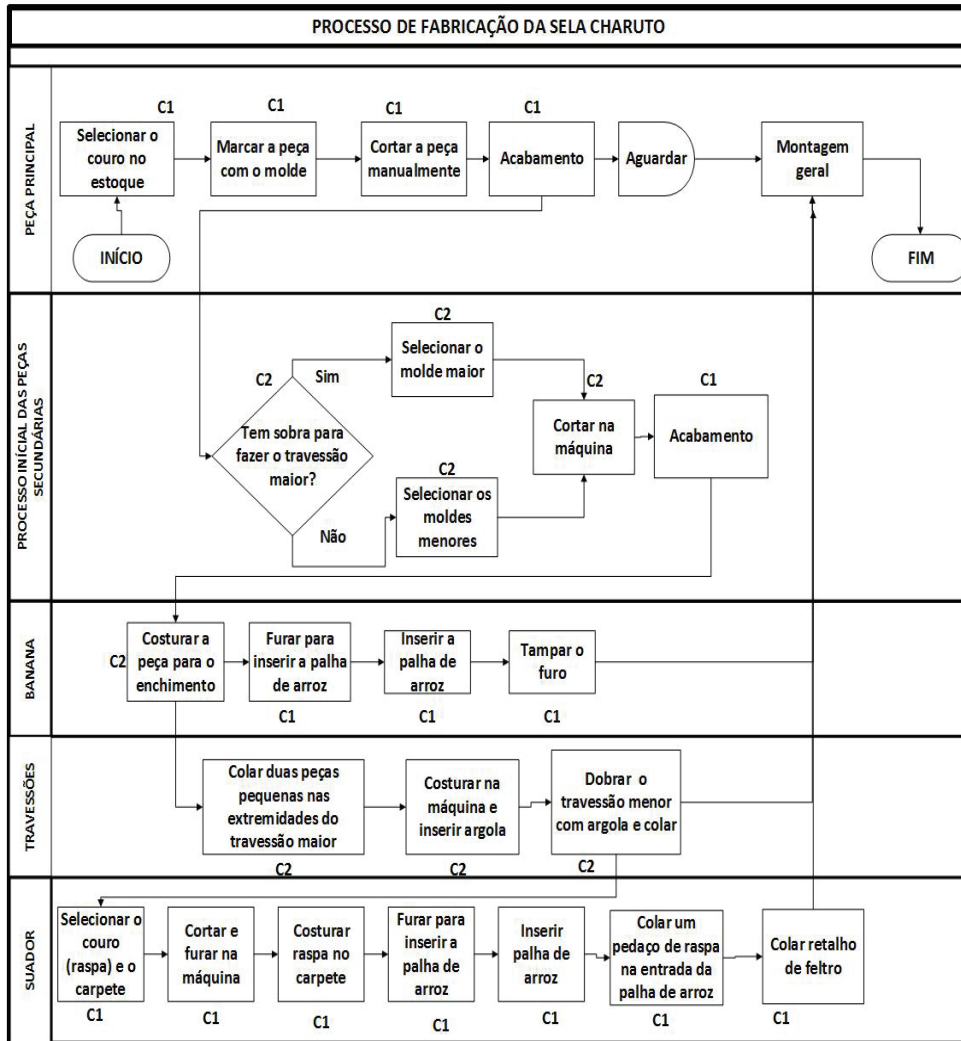 PROCESSO DE FABRICAÇÃO DA SELA CHARUTO
PEÇA PRINCIPAL
C1
C1
C1
C1
Selecionar o
couro no
estoque
Marcar a peça
com o molde
Cortar a peça
manualmente
Acabamento
Aguardar
Montagem
geral
INÍCIO
FIM
PROCESSO INÍCIAL DAS PEÇAS
SECUNDÁRIAS
C2
Selecionar o
molde maior
C2
Sim
C2
C1
Tem sobra para
fazer o travessão
maior?
Cortar na
máquina
Acabamento
C2
Selecionar os
moldes
menores
Não
BANANA
C2
Costurar a
peça para o
enchimento
Furar para
inserir a palha
de arroz
Inserir a
palha de
arroz
Tampar o
furo
C1
C1
C1
TRAVESSÕES
Colar duas peças
pequenas nas
extremidades do
travessão maior
Costurar na
máquina e
inserir argola
Dobrar o
travessão menor
com argola e colar
C2
C2
C2
SUADOR
Selecionar o
couro
(raspa) e o
carpete
Cortar e
furar na
máquina
Costurar
raspa no
carpete
Furar para
inserir a
palha de
arroz
Inserir
palha de
arroz
Colar um
pedaço de raspa
na entrada da
palha de arroz
Colar retalho
de feltro
C1
C1
C1
C1
C1
C1
C1